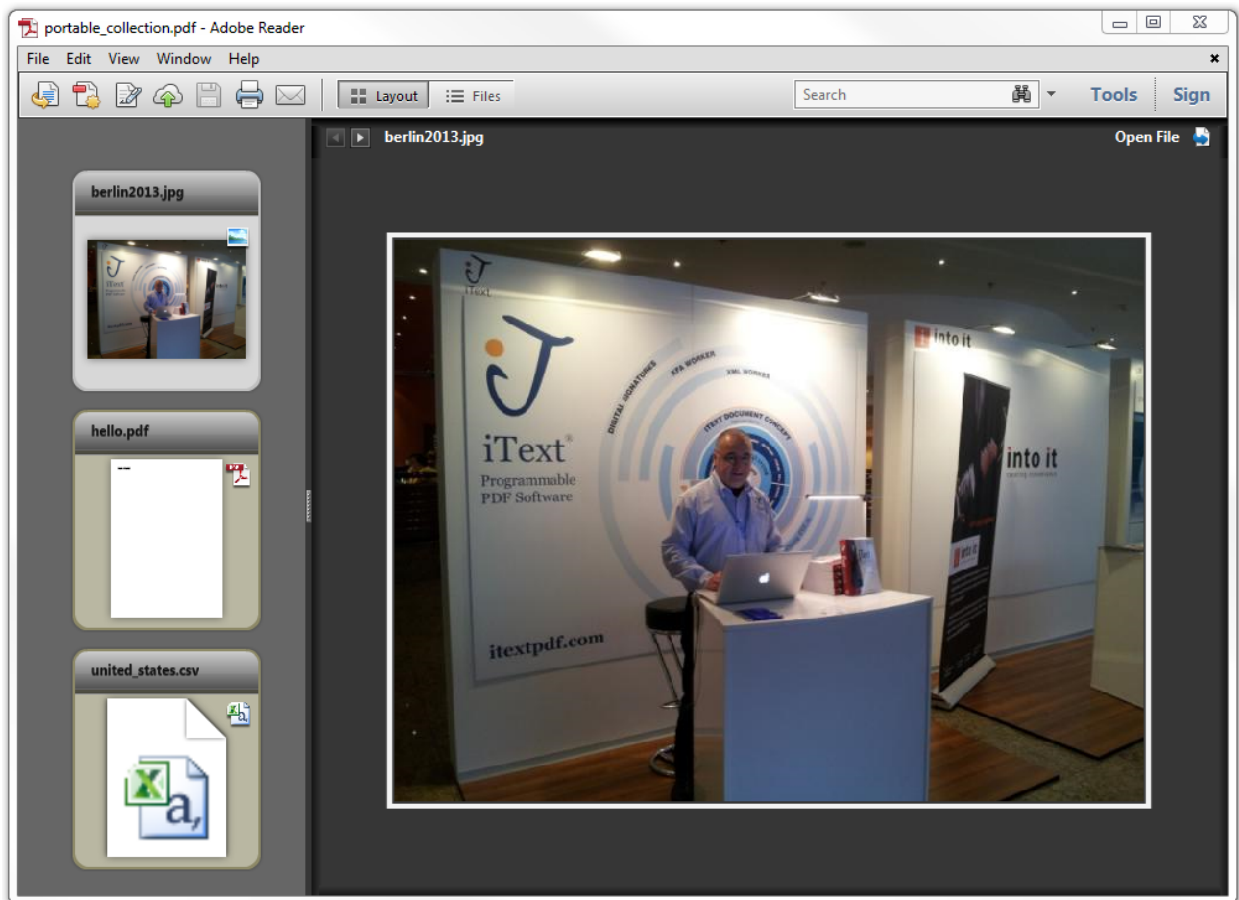 portable_collection.pdf - Adobe Reader
File Edit View Window Help
Layout Files Search Tools Sign
berlin2013.jpg
Open File
berlin2013.jpg
hello.pdf
united_states.csv
a,
iText
iText®
Programmable
PDF Software
itextpdf.com
DIGITAL SIGNATURES
XFA WORKER
XML WORKER
ITEXT DOCUMENT CONCEPT
into it
into it
into it